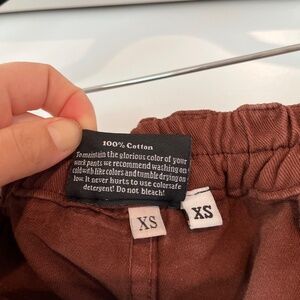 100% Cotton
To maintain the glorious color of your
work pants we recommend washing on
cold with like colors and tumble drying on
low. It never hurts to use colorsafe
detergent! Do not bleach!
XS
XS